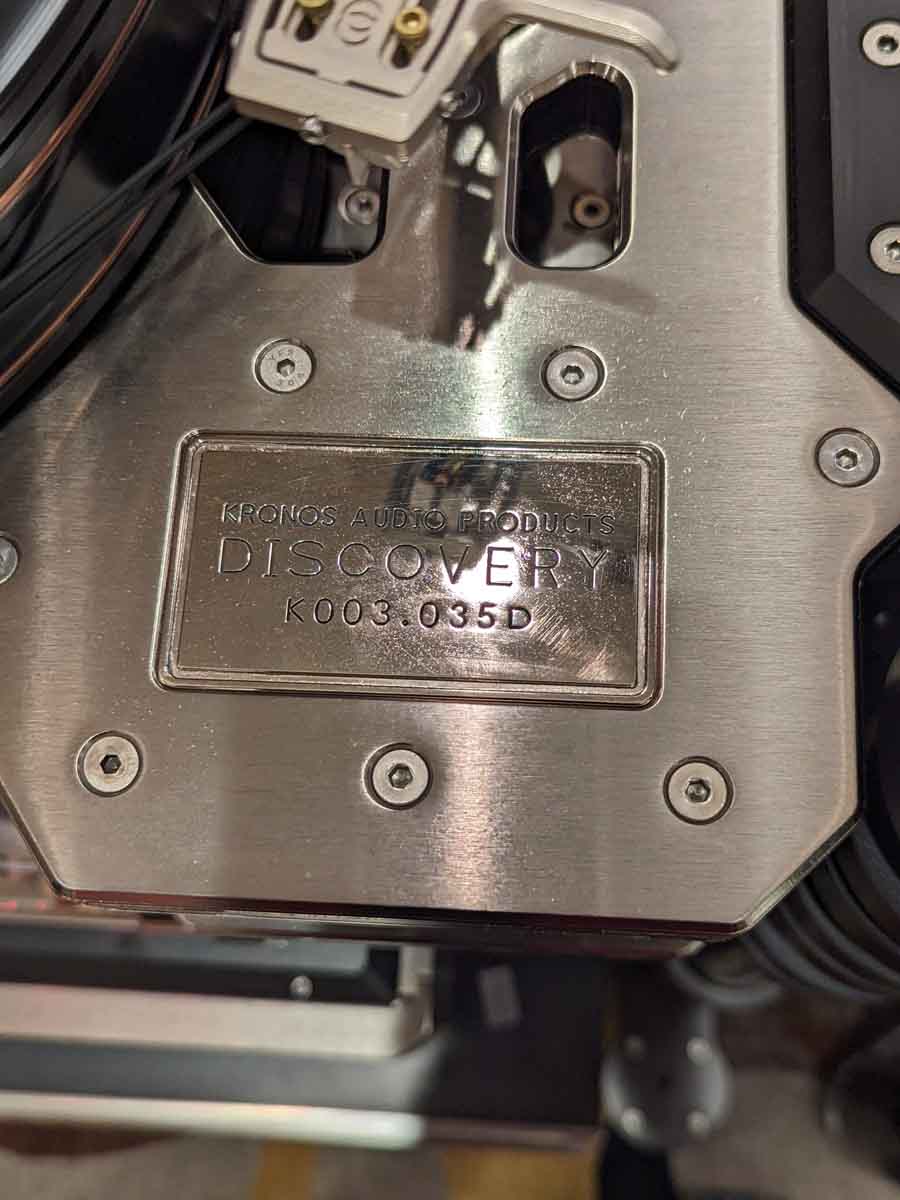 KRONOS AUDIO PRODUCTS
DISCOVERY
K003.035D